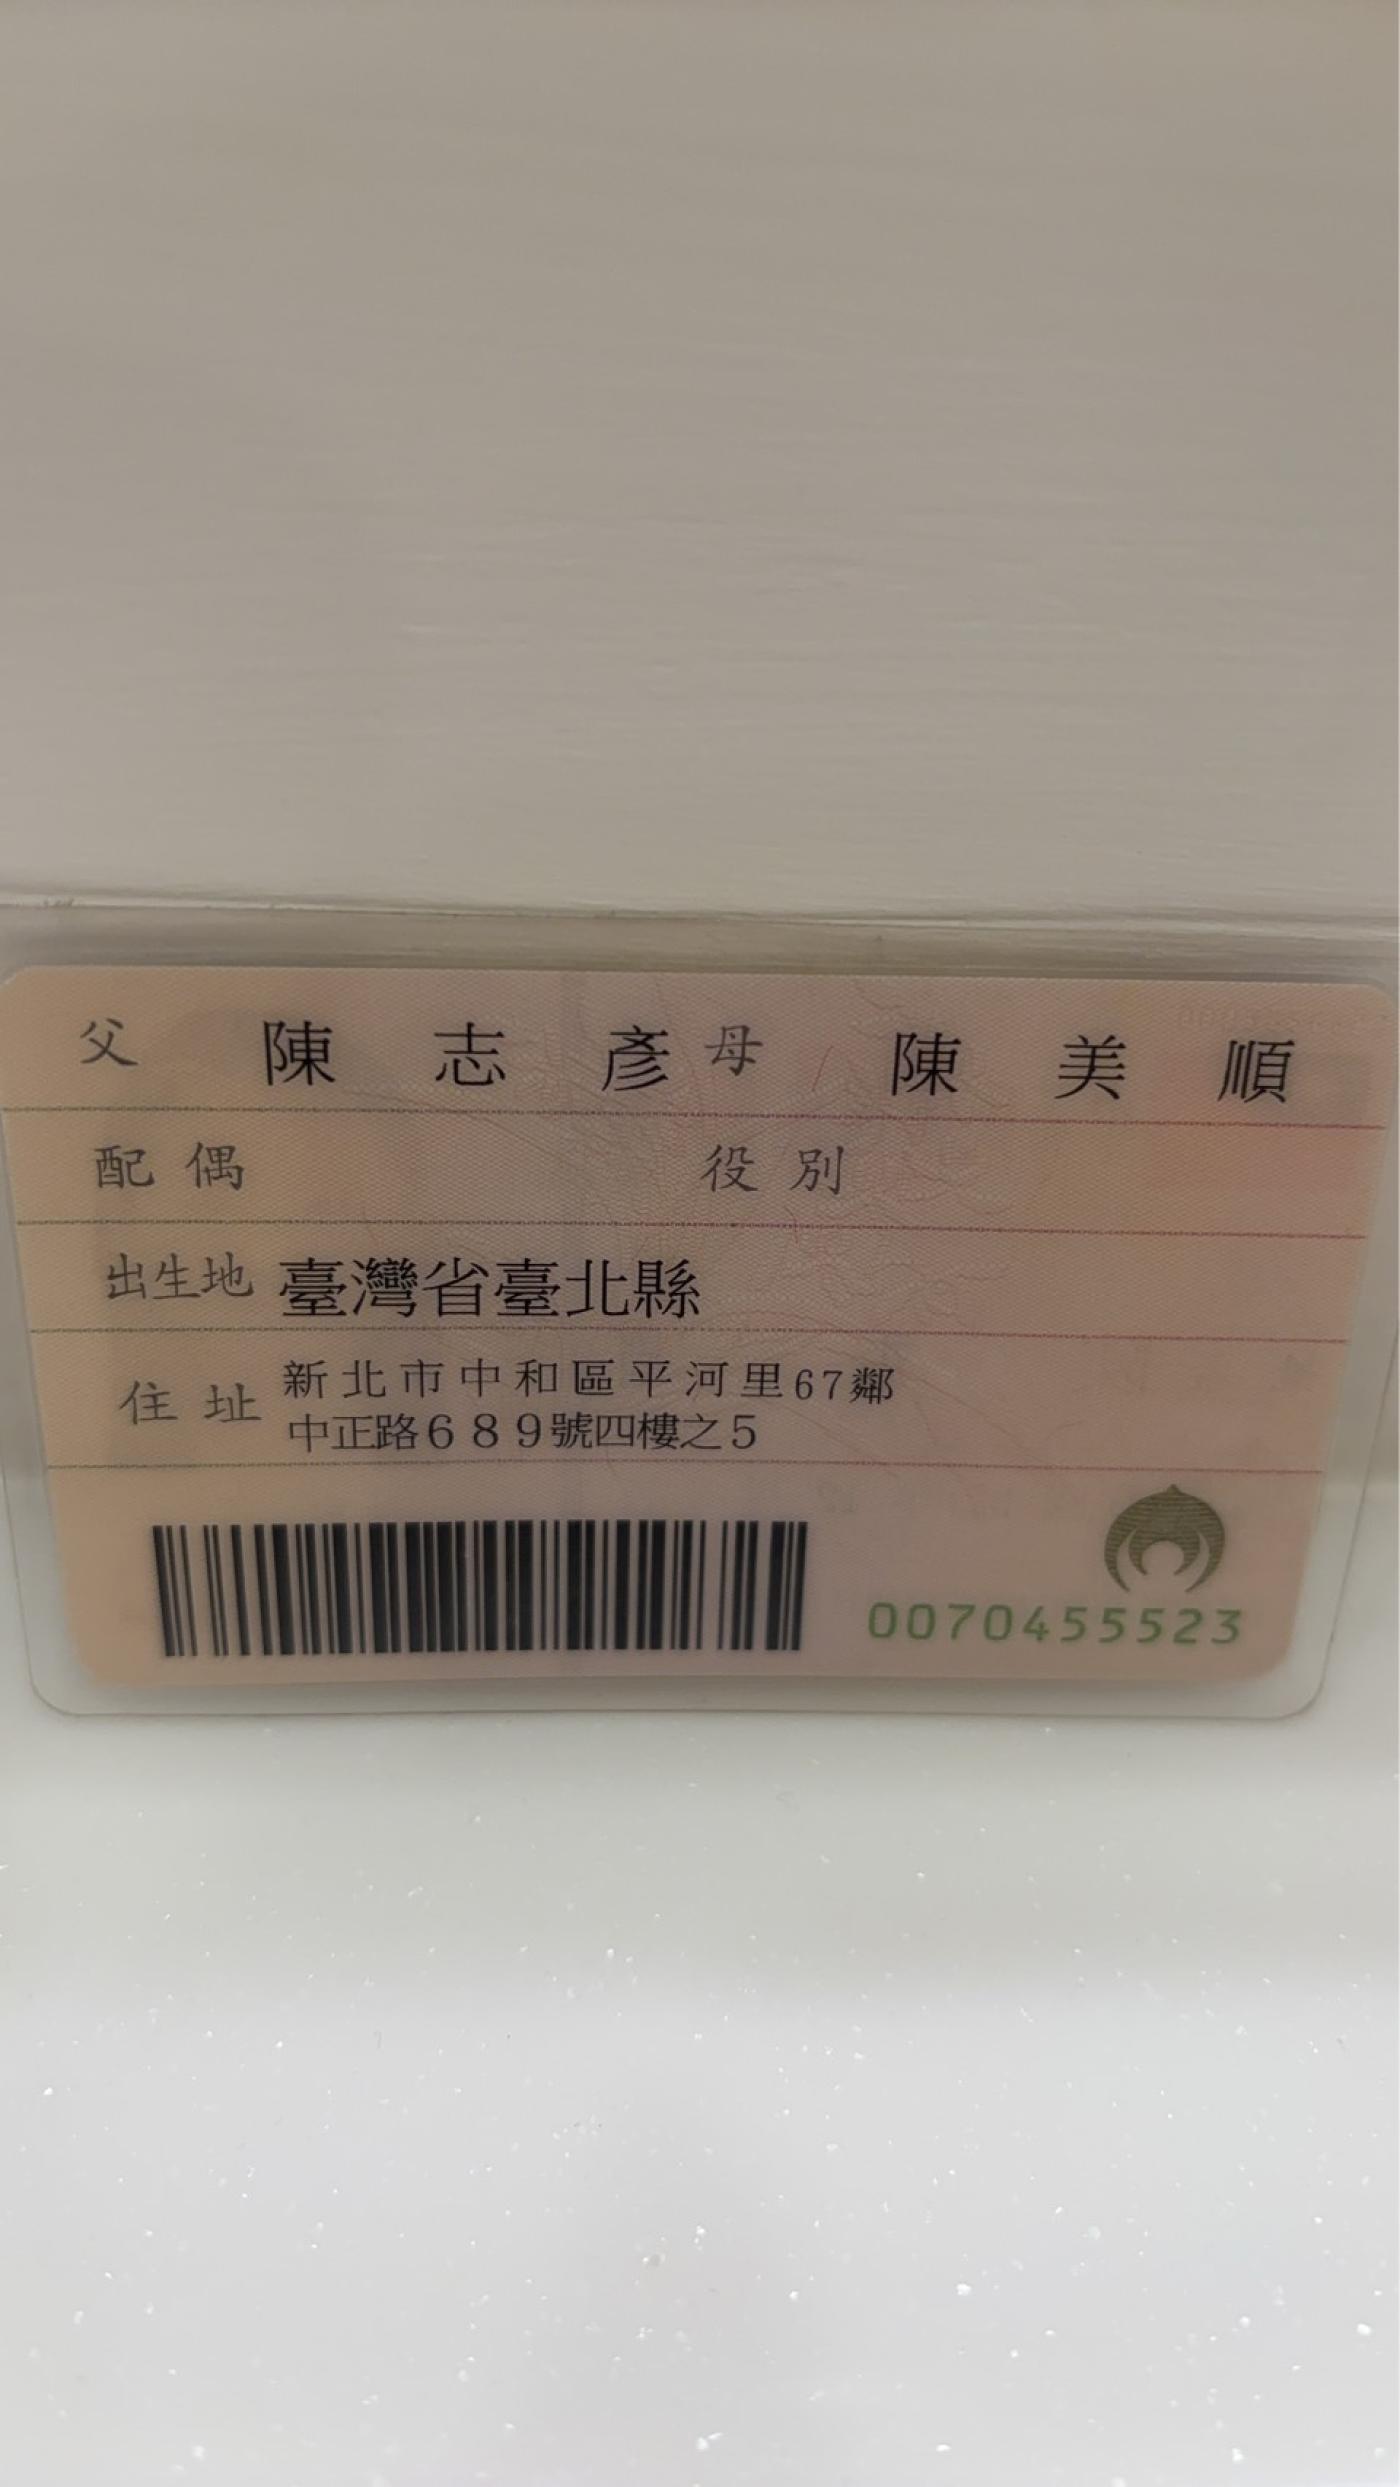 父 陳志彥 母 陳美順
配偶 役別
出生地 臺灣省臺北縣
住址 新北市中和區平河里67鄰
中正路689號四樓之5
0070455523